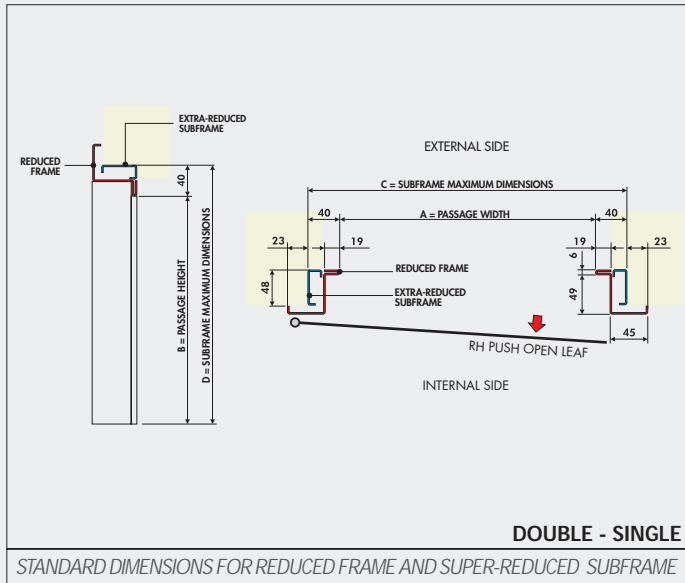 EXTRA-REDUCED
SUBFRAME
REDUCED
FRAME
40
B = PASSAGE HEIGHT
D = SUBFRAME MAXIMUM DIMENSIONS
EXTERNAL SIDE
C = SUBFRAME MAXIMUM DIMENSIONS
40
A = PASSAGE WIDTH
40
23
19
19
23
6
REDUCED FRAME
48
EXTRA-REDUCED
SUBFRAME
49
45
RH PUSH OPEN LEAF
INTERNAL SIDE
DOUBLE - SINGLE
STANDARD DIMENSIONS FOR REDUCED FRAME AND SUPER-REDUCED SUBFRAME